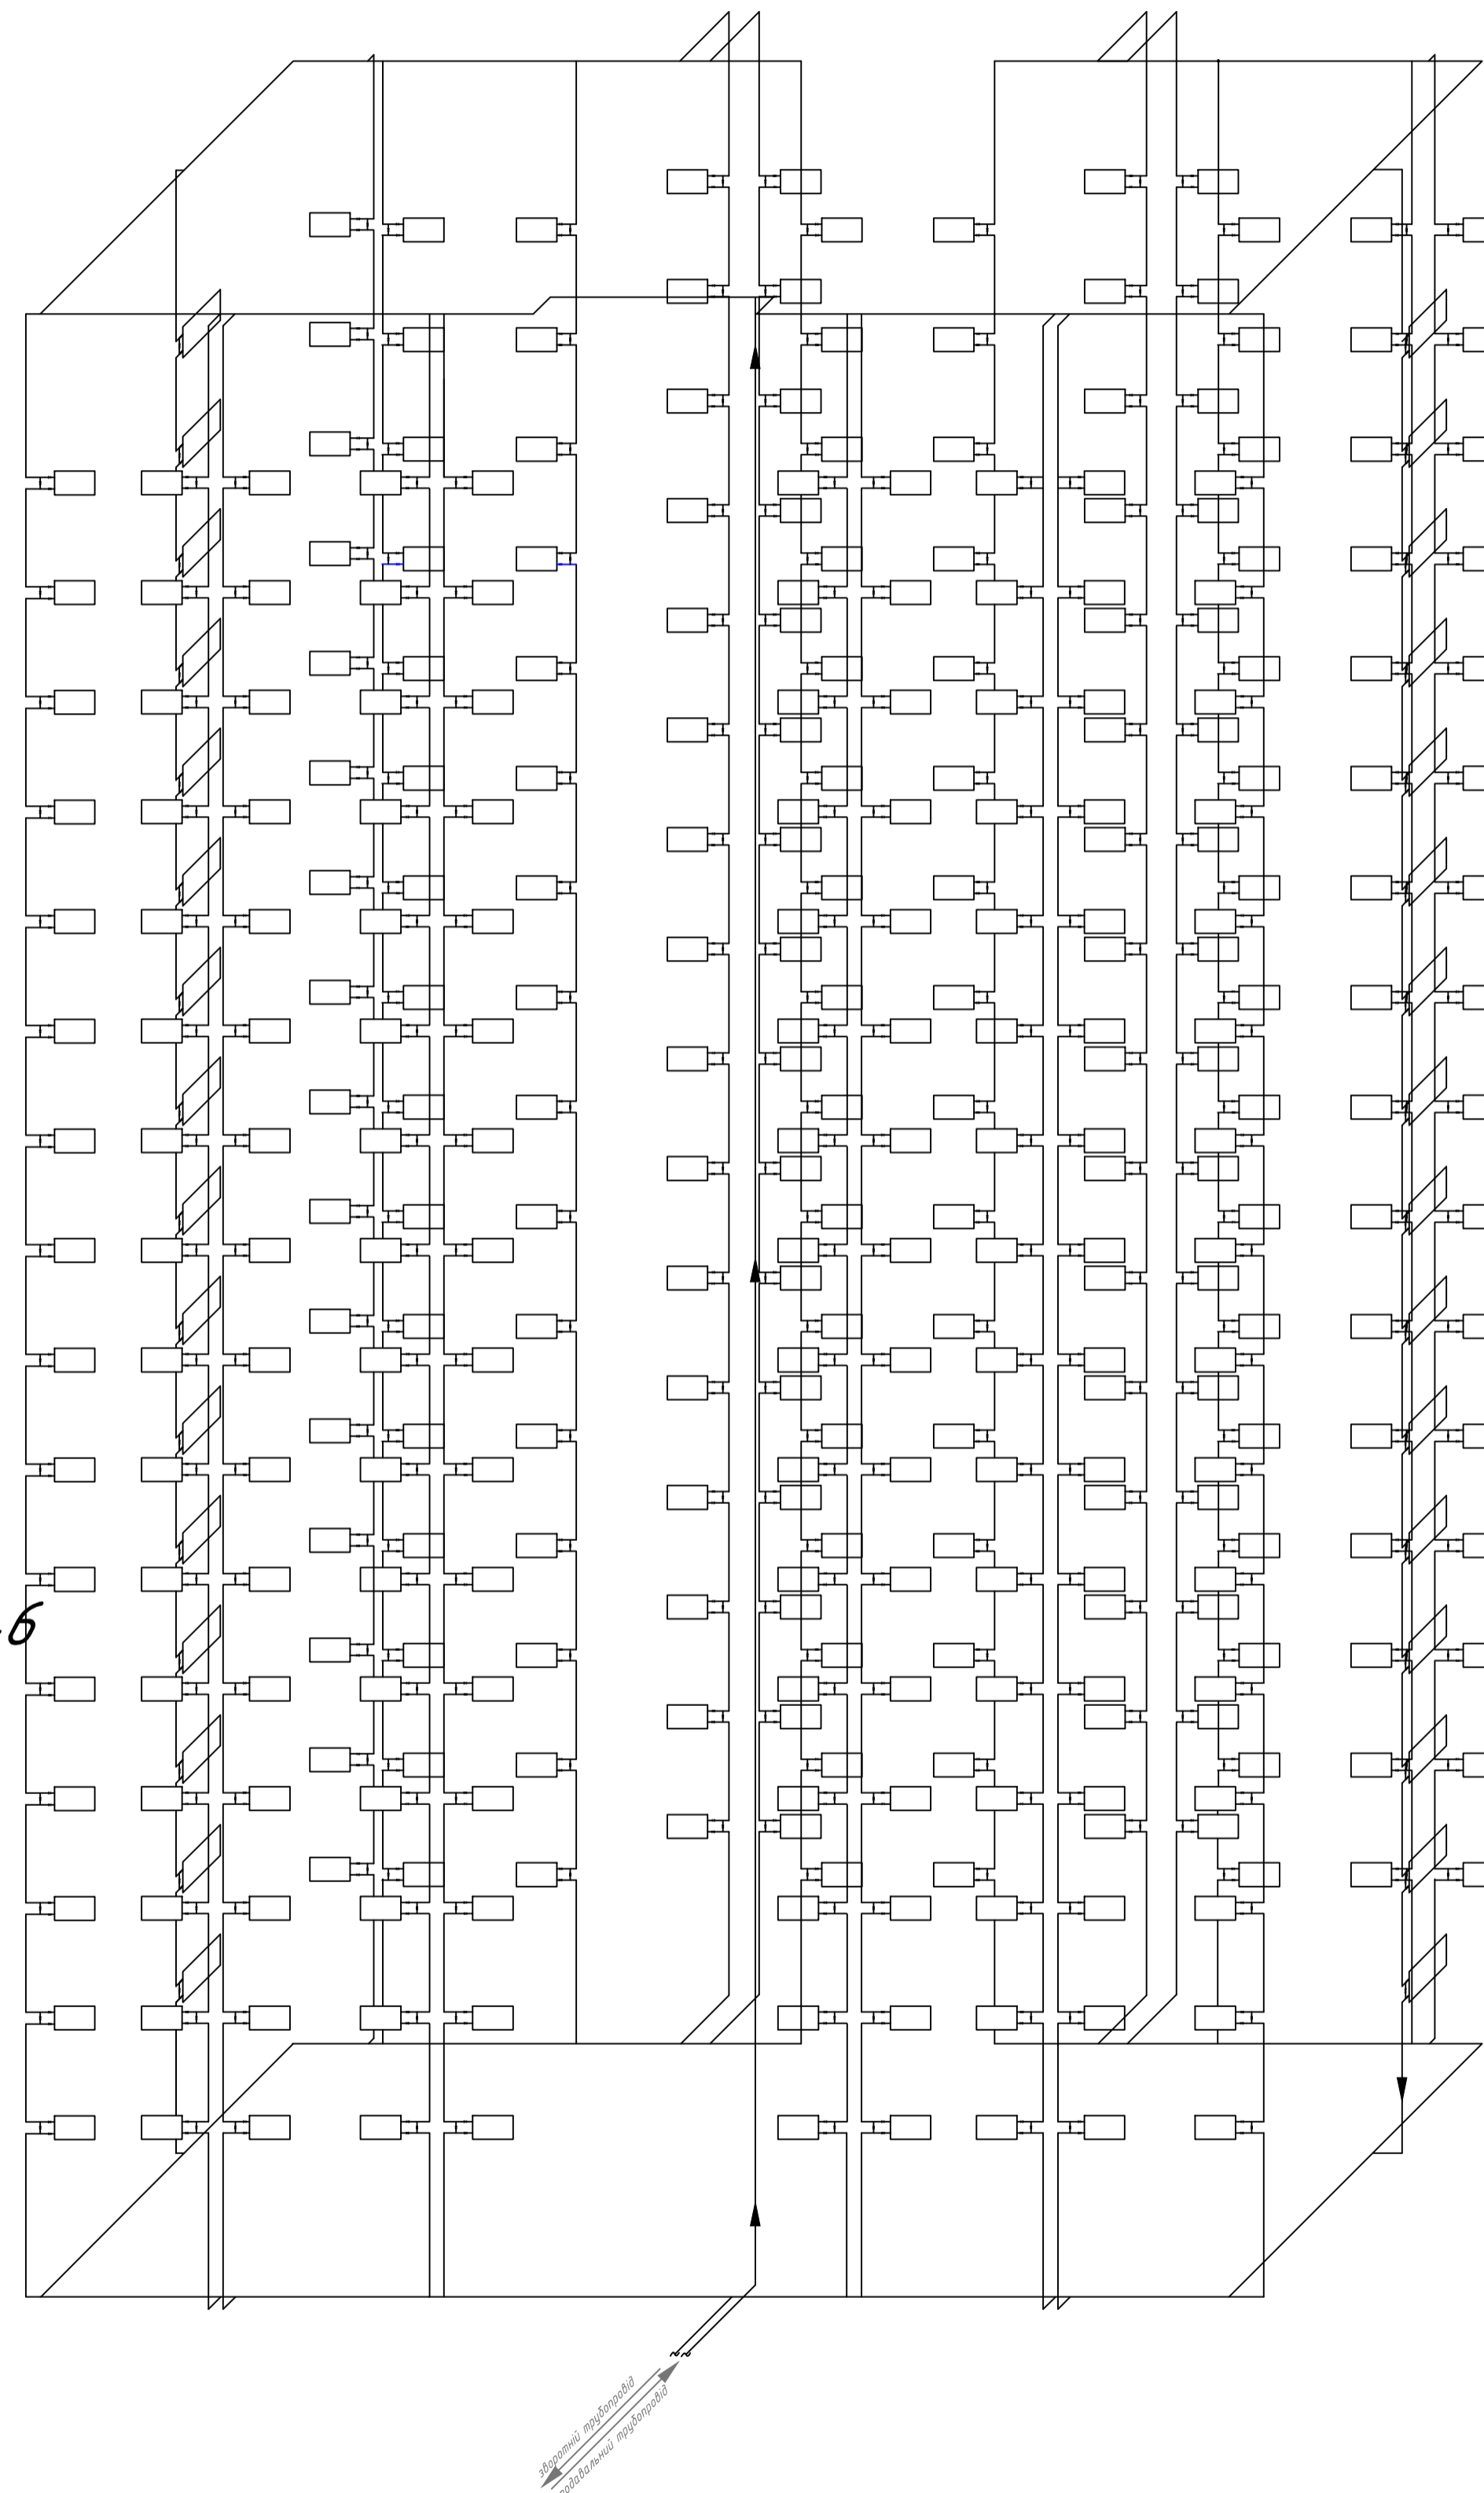 .в
зворотній трубопровід
подавальний трубопровід